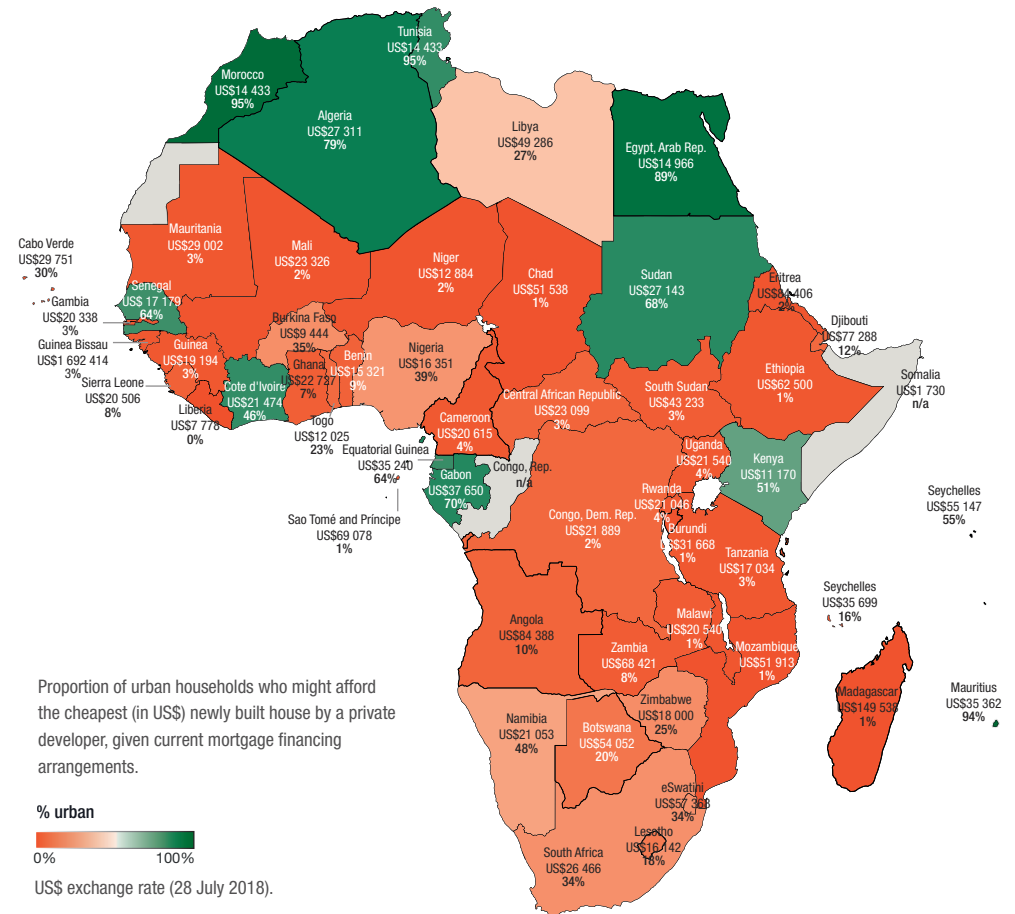 Tunisia
US$14 433
95%
Morocco
US$14 433
95%
Algeria
US$27 311
79%
Libya
US$49 286
27%
Egypt, Arab Rep.
US$14 966
89%
Mauritania
US$29 002
3%
Mali
US$23 326
2%
Niger
US$12 884
2%
Chad
US$51 538
1%
Sudan
US$27 143
68%
Eritrea
US$84 406
2%
Cabo Verde
US$29 751
30%
Senegal
US$ 17 179
64%
Gambia
US$20 338
3%
Guinea Bissau
US$1 692 414
3%
Guinea
US$19 194
3%
Sierra Leone
US$20 506
8%
Liberia
US$7 778
0%
Cote d'Ivoire
US$21 474
46%
Burkina Faso
US$9 444
35%
Ghana
US$22 727
7%
Togo
US$12 025
23%
Benin
US$15 321
9%
Nigeria
US$16 351
39%
Djibouti
US$77 288
12%
Ethiopia
US$62 500
1%
Somalia
US$1 730
n/a
Central African Republic
US$23 099
3%
South Sudan
US$43 233
3%
Cameroon
US$20 615
4%
Equatorial Guinea
US$35 240
64%
Gabon
US$37 650
70%
Congo, Rep.
n/a
Sao Tomé and Príncipe
US$69 078
1%
Congo, Dem. Rep.
US$21 889
2%
Uganda
US$21 540
4%
Kenya
US$11 170
51%
Rwanda
US$21 046
4%
Burundi
US$31 668
1%
Tanzania
US$17 034
3%
Seychelles
US$55 147
55%
Seychelles
US$35 699
16%
Angola
US$84 388
10%
Zambia
US$68 421
8%
Malawi
US$20 540
1%
Mozambique
US$51 913
1%
Madagascar
US$149 538
1%
Mauritius
US$35 362
94%
Namibia
US$21 053
48%
Botswana
US$54 052
20%
Zimbabwe
US$18 000
25%
eSwatini
US$57 368
34%
Lesotho
US$16 142
18%
South Africa
US$26 466
34%
Proportion of urban households who might afford
the cheapest (in US$) newly built house by a private
developer, given current mortgage financing
arrangements.
% urban
0% 100%
US$ exchange rate (28 July 2018).